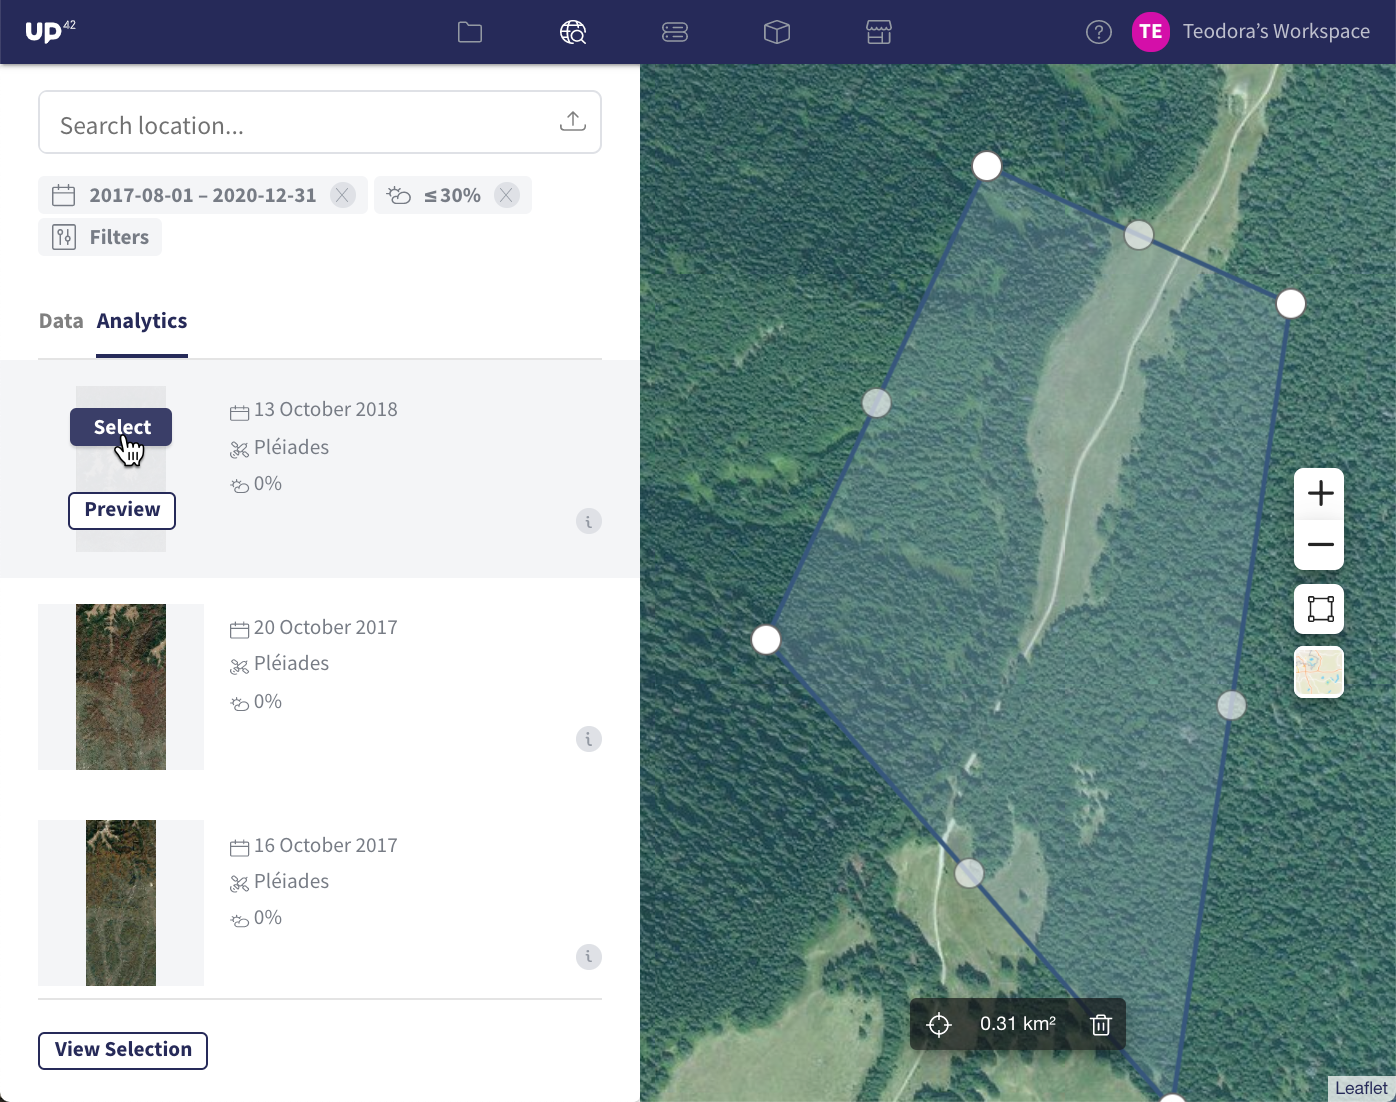 UP42
TE
Teodora's Workspace
Search location...
2017-08-01 – 2020-12-31
≤ 30%
Filters
Data
Analytics
Select
Preview
13 October 2018
Pléiades
0%
20 October 2017
Pléiades
0%
16 October 2017
Pléiades
0%
View Selection
0.31 km²
Leaflet